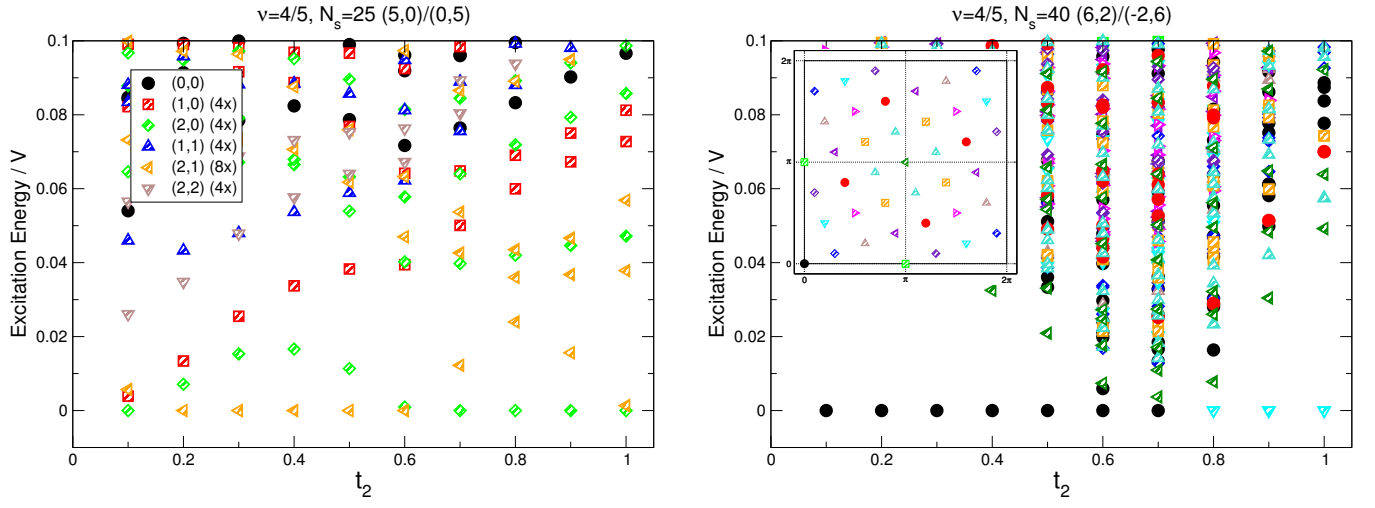 ν=4/5, N_s=25 (5,0)/(0,5)
Excitation Energy / V
0.1
0.08
0.06
0.04
0.02
0
(0,0)
(1,0) (4x)
(2,0) (4x)
(1,1) (4x)
(2,1) (8x)
(2,2) (4x)
0 0.2 0.4 0.6 0.8 1
t_2
ν=4/5, N_s=40 (6,2)/(-2,6)
Excitation Energy / V
0.1
0.08
0.06
0.04
0.02
0
2π
π
0
0 π 2π
0 0.2 0.4 0.6 0.8 1
t_2